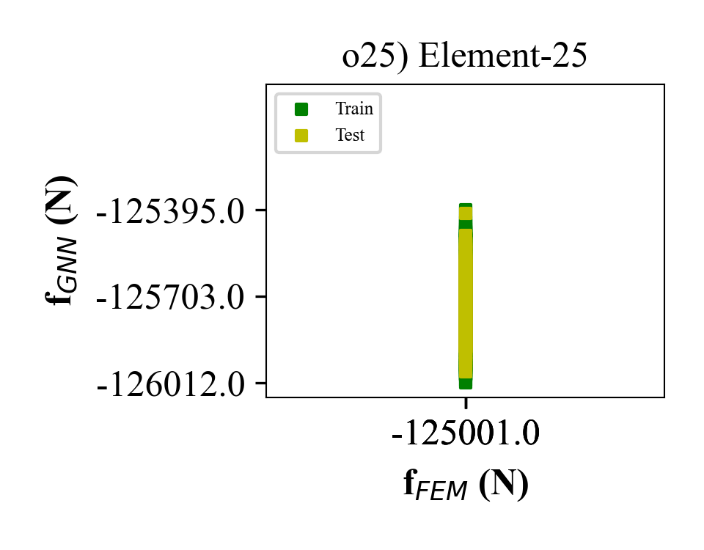 o25) Element-25
Train
Test
f_GNN (N)
-125395.0
-125703.0
-126012.0
-125001.0
f_FEM (N)